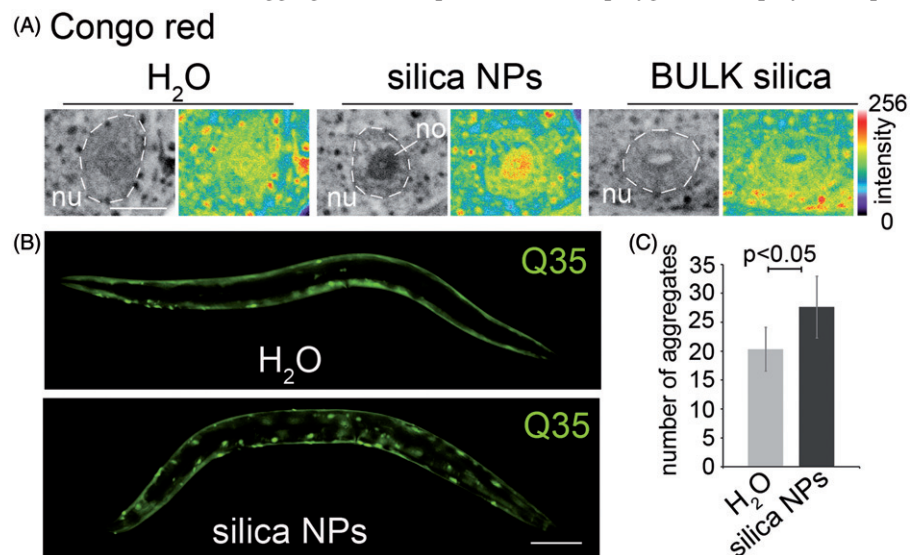 (A) Congo red
H₂O silica NPs BULK silica
no
nu nu nu
256
intensity
0
(B) Q35
H₂O
Q35
silica NPs
(C)
p<0.05
number of aggregates
35
30
25
20
15
10
5
0
H₂O
silica NPs